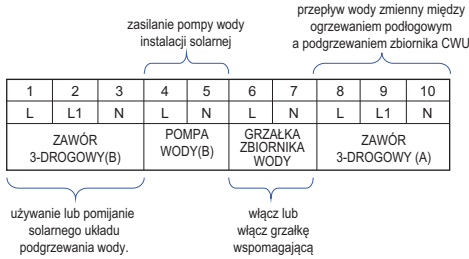 przepływ wody zmienny między
ogrzewaniem podłogowym
a podgrzewaniem zbiornika CWU
zasilanie pompy wody
instalacji solarnej
1 2 3 4 5 6 7 8 9 10
L L1 N L N L N L L1 N
ZAWÓR
3-DROGOWY(B)
POMPA
WODY(B)
GRZAŁKA
ZBIORNIKA
WODY
ZAWÓR
3-DROGOWY (A)
używanie lub pomijanie
solarnego układu
podgrzewania wody.
włącz lub
włącz grzałkę
wspomagającą